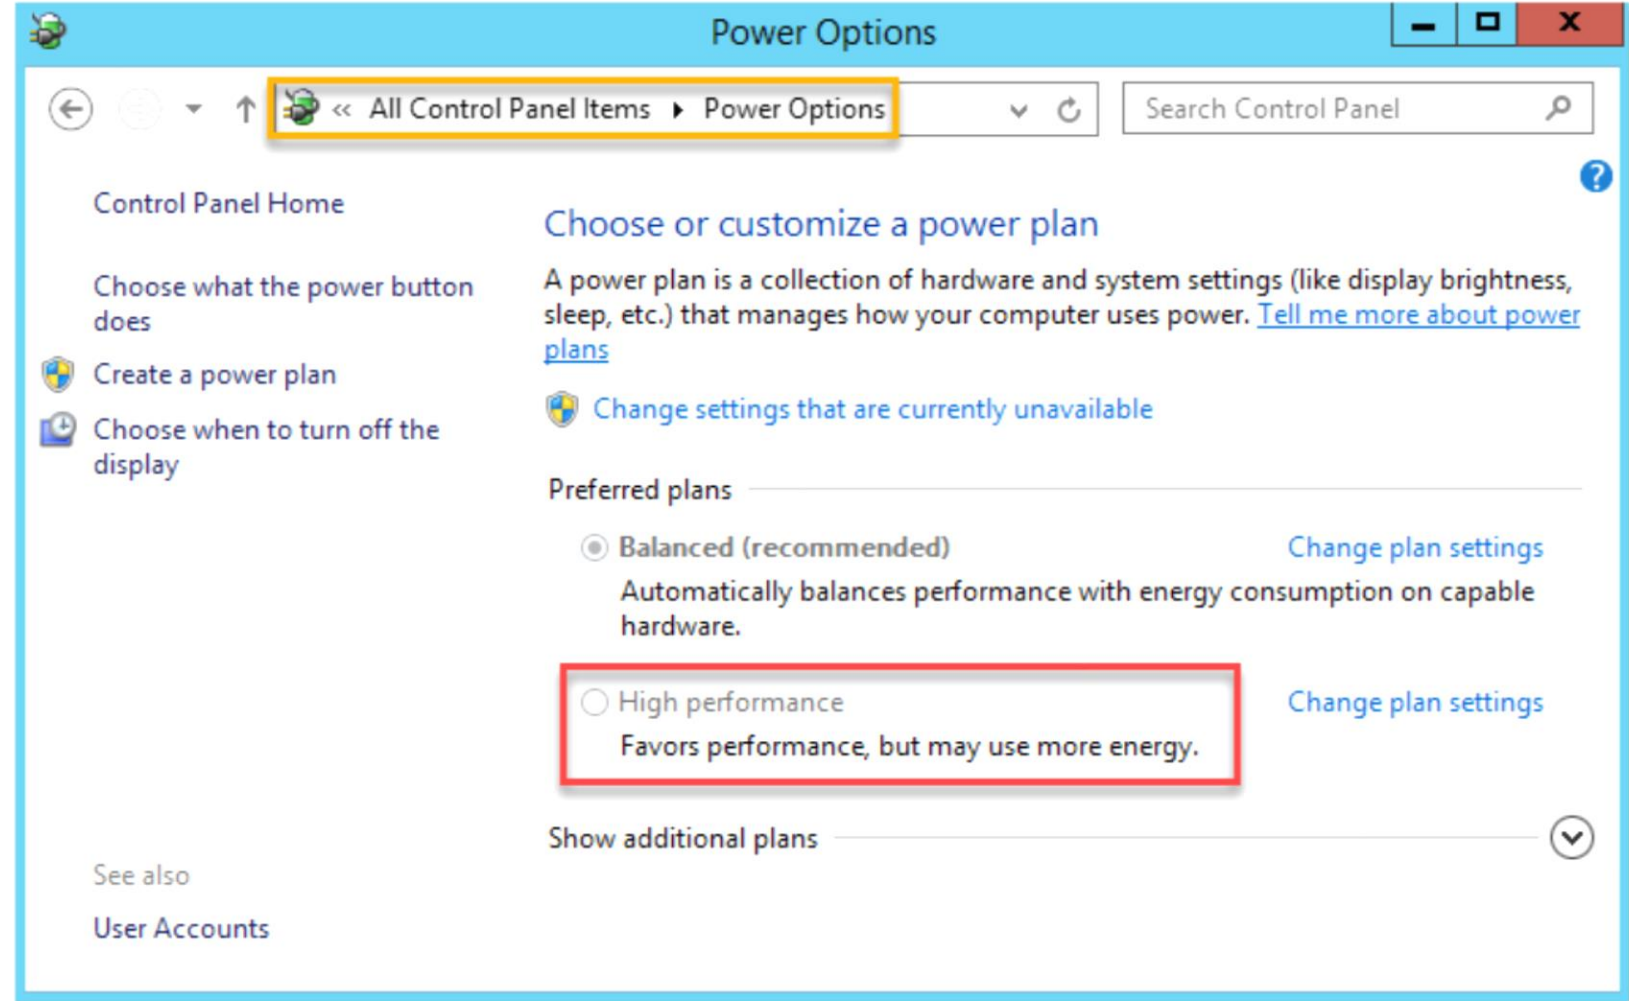 Power Options
« All Control Panel Items ▸ Power Options
Search Control Panel
Control Panel Home
Choose what the power button
does
Create a power plan
Choose when to turn off the
display
See also
User Accounts
Choose or customize a power plan
A power plan is a collection of hardware and system settings (like display brightness,
sleep, etc.) that manages how your computer uses power. Tell me more about power
plans
Change settings that are currently unavailable
Preferred plans
Balanced (recommended)
Change plan settings
Automatically balances performance with energy consumption on capable
hardware.
High performance
Change plan settings
Favors performance, but may use more energy.
Show additional plans